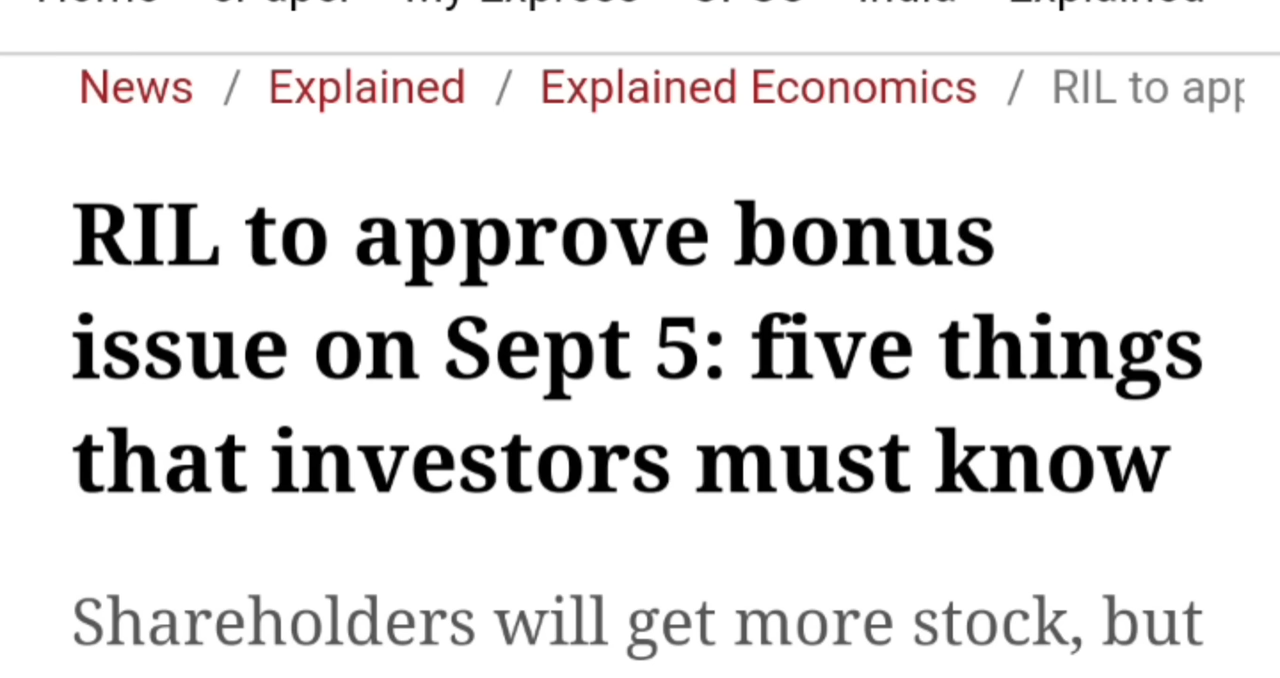 News / Explained / Explained Economics / RIL to app
RIL to approve bonus
issue on Sept 5: five things
that investors must know
Shareholders will get more stock, but